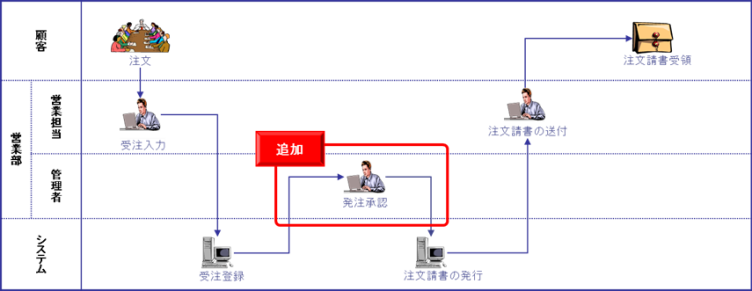 顧客
注文
注文請書受領
営業部
営業担当
受注入力
注文請書の送付
追加
管理者
発注承認
システム
受注登録
注文請書の発行